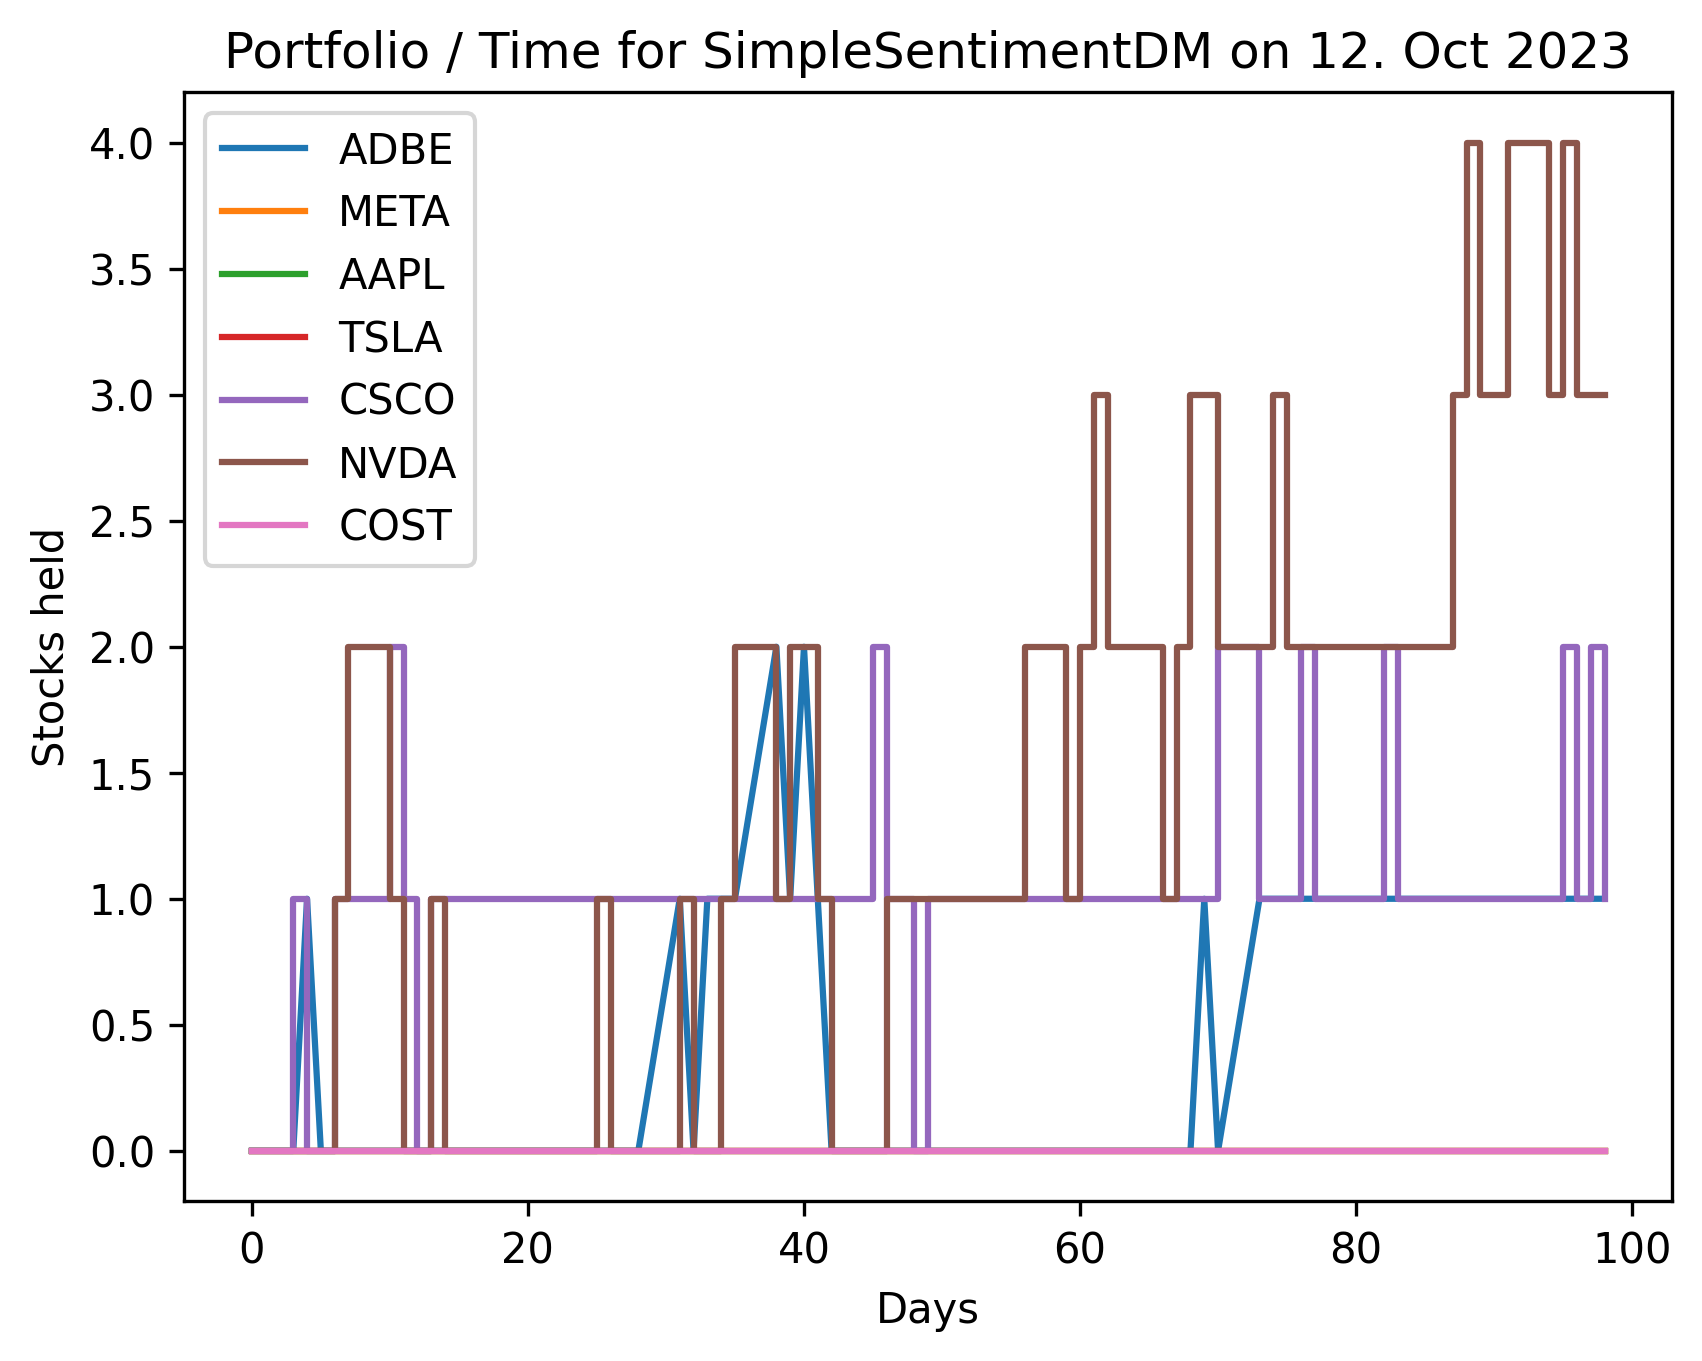 Portfolio / Time for SimpleSentimentDM on 12. Oct 2023
ADBE
META
AAPL
TSLA
CSCO
NVDA
COST
4.0
3.5
3.0
2.5
2.0
1.5
1.0
0.5
0.0
Stocks held
0 20 40 60 80 100
Days